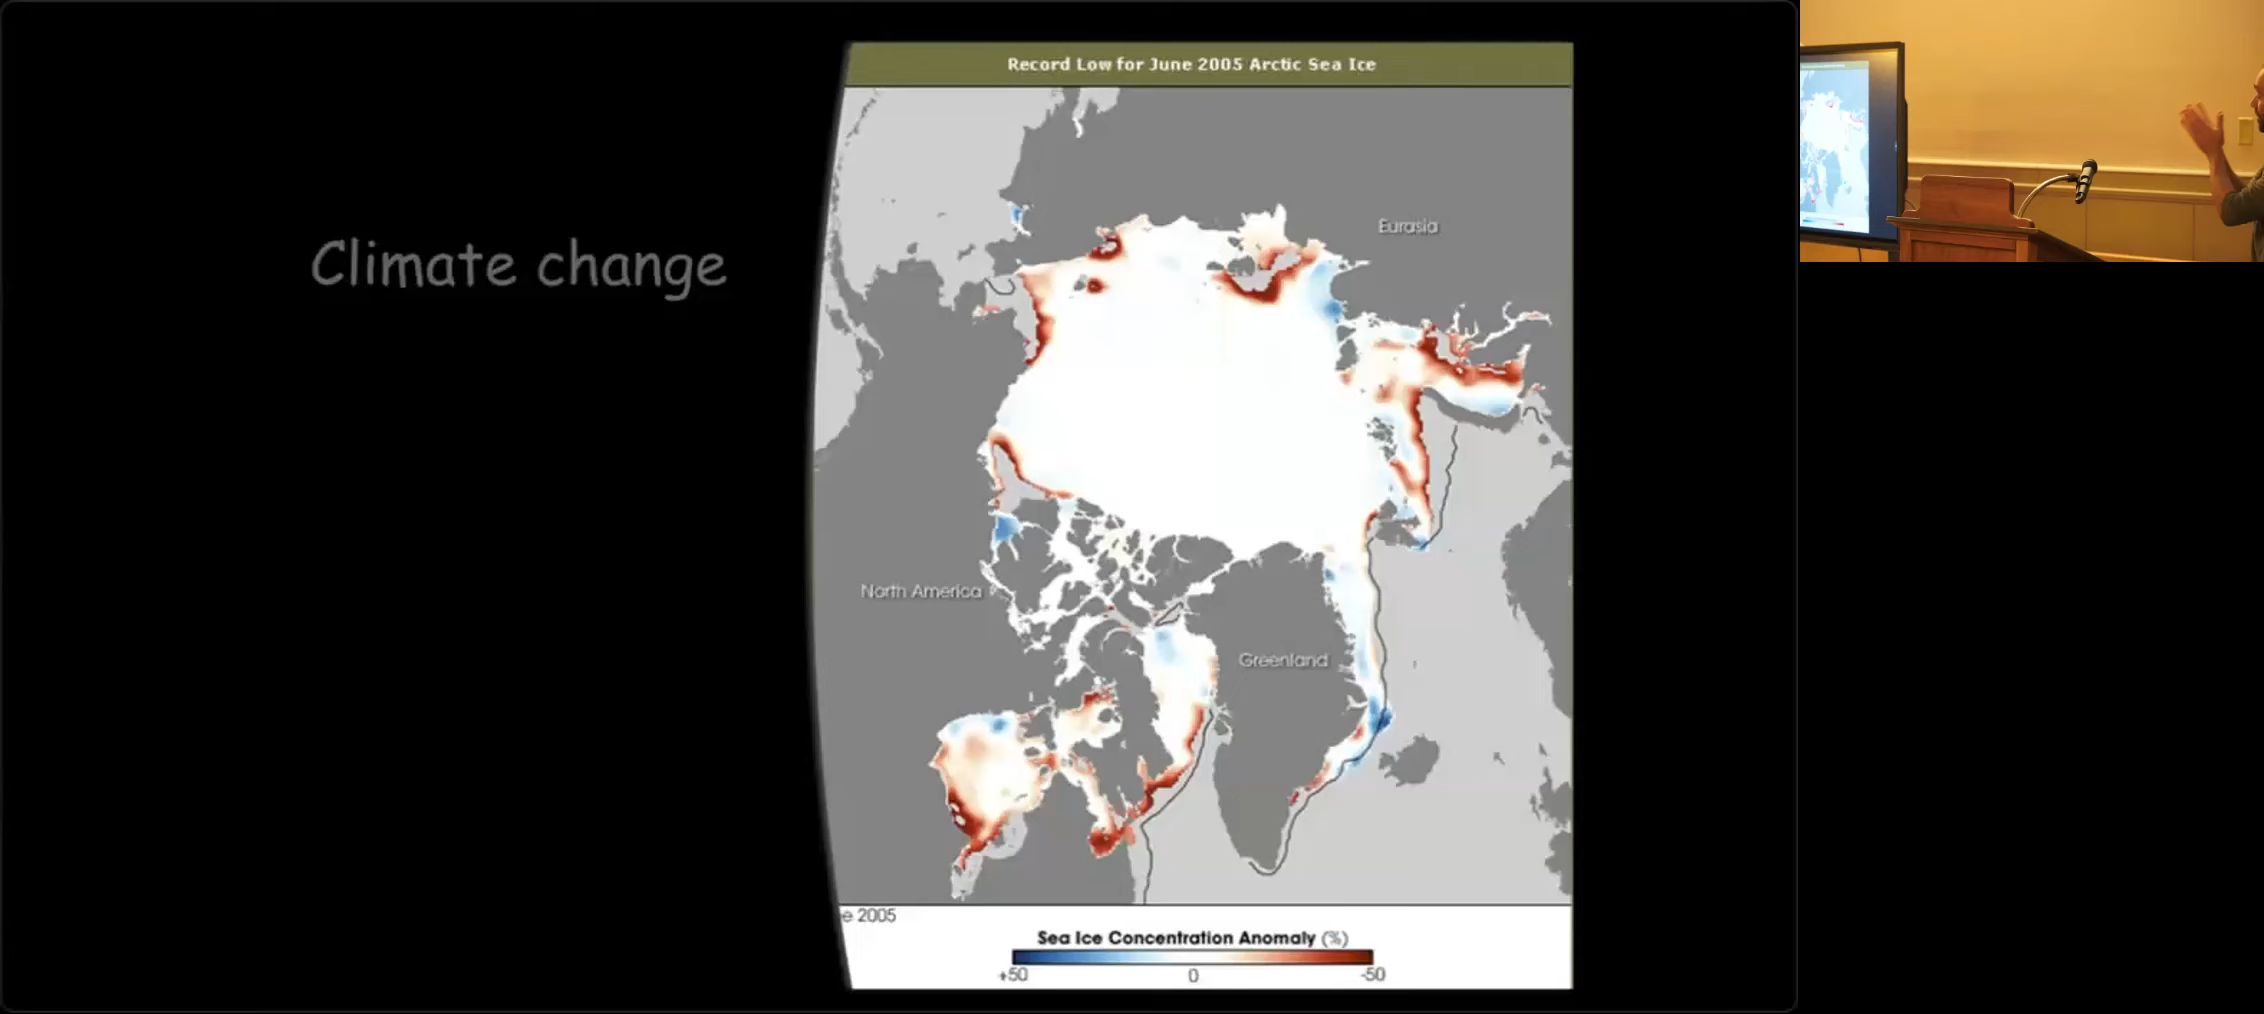 Climate change
Record Low for June 2005 Arctic Sea Ice
Eurasia
North America
Greenland
e 2005
Sea Ice Concentration Anomaly (%)
+50 0 -50